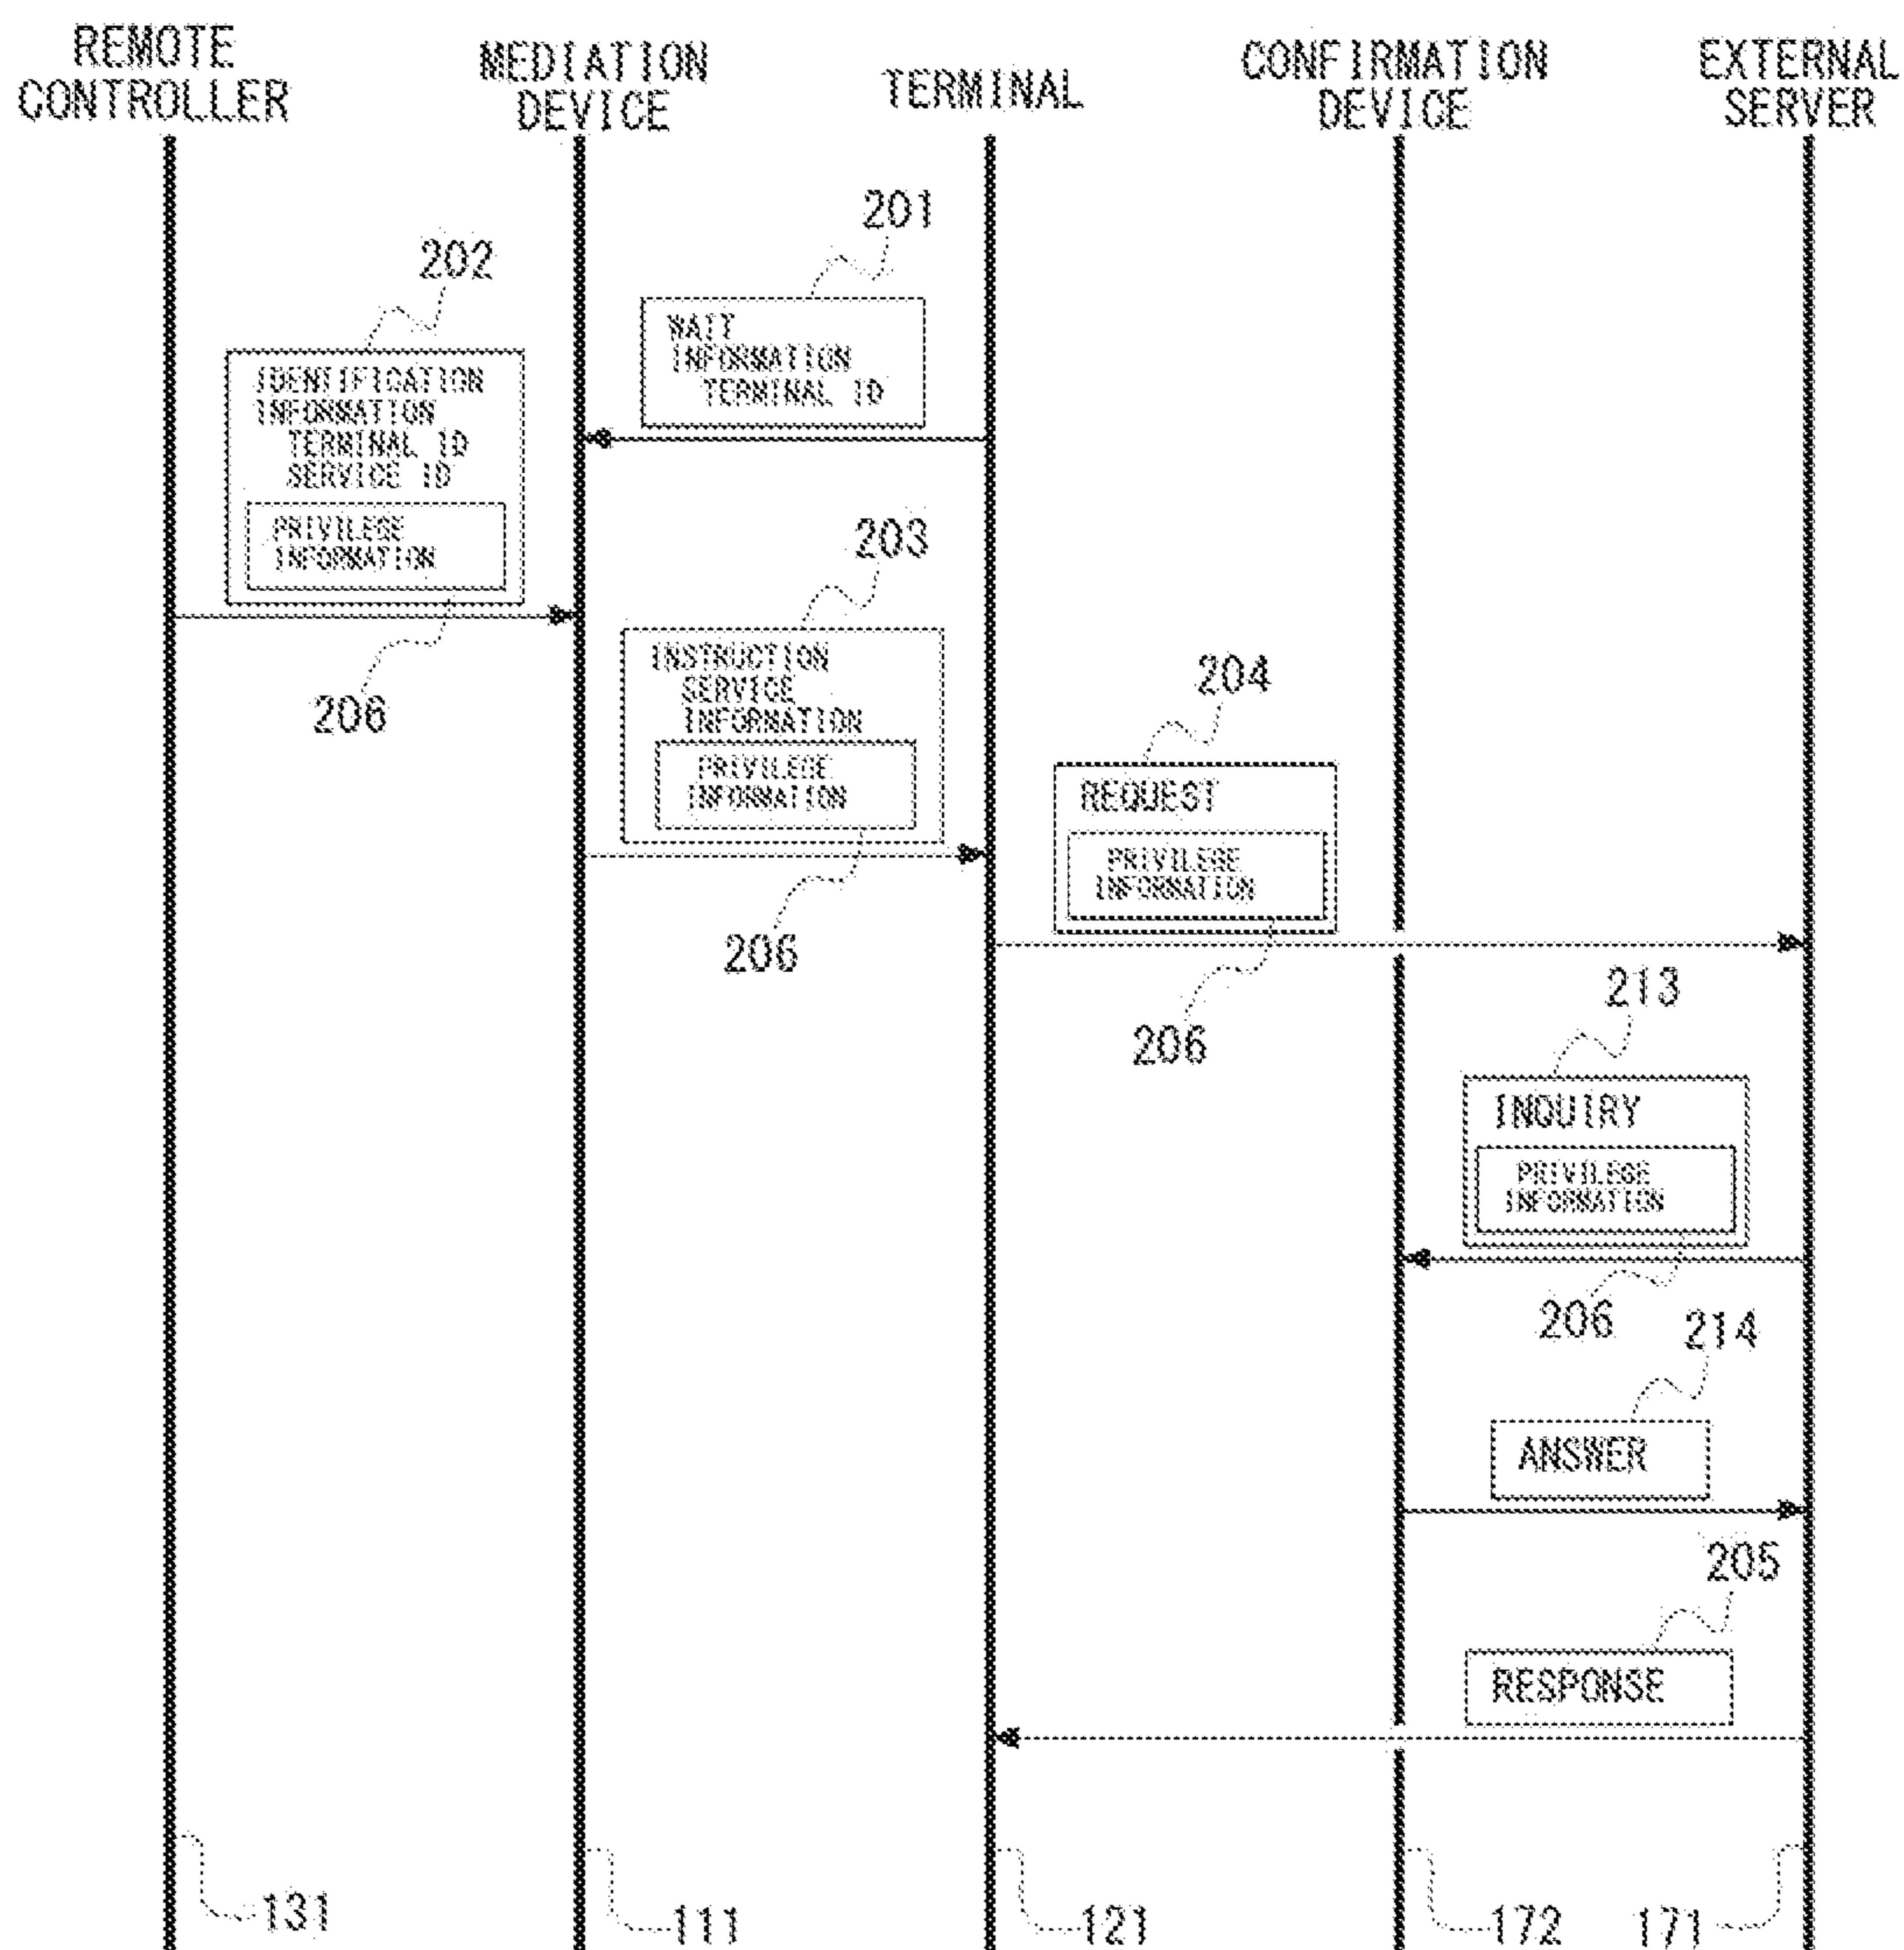 REMOTE
CONTROLLER
MEDIATION
DEVICE
TERMINAL
CONFIRMATION
DEVICE
EXTERNAL
SERVER
201
WAIT
INFORMATION
TERMINAL ID
202
IDENTIFICATION
INFORMATION
TERMINAL ID
SERVICE ID
PRIVILEGE
INFORMATION
206
203
INSTRUCTION
SERVICE
INFORMATION
PRIVILEGE
INFORMATION
206
204
REQUEST
PRIVILEGE
INFORMATION
206
213
INQUIRY
PRIVILEGE
INFORMATION
206
214
ANSWER
205
RESPONSE
131
111
121
172
171